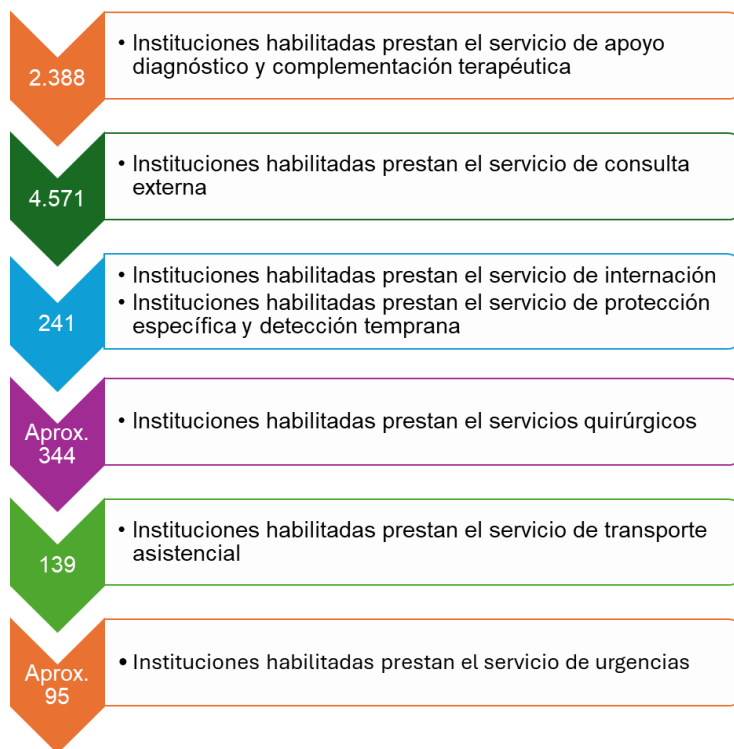 2.388
• Instituciones habilitadas prestan el servicio de apoyo
diagnóstico y complementación terapéutica
4.571
• Instituciones habilitadas prestan el servicio de consulta
externa
241
• Instituciones habilitadas prestan el servicio de internación
• Instituciones habilitadas prestan el servicio de protección
específica y detección temprana
Aprox.
344
• Instituciones habilitadas prestan el servicios quirúrgicos
139
• Instituciones habilitadas prestan el servicio de transporte
asistencial
Aprox.
95
• Instituciones habilitadas prestan el servicio de urgencias